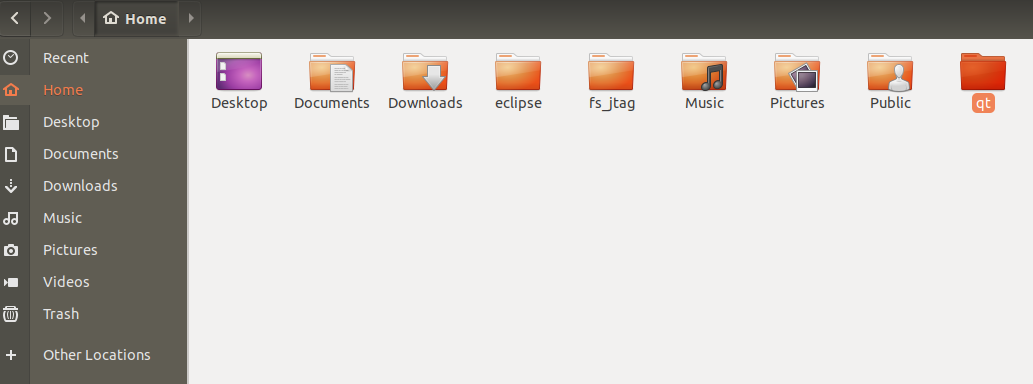 Home
Recent
Home
Desktop
Documents
Downloads
Music
Pictures
Videos
Trash
Other Locations
Desktop
Documents
Downloads
eclipse
fs_jtag
Music
Pictures
Public
qt